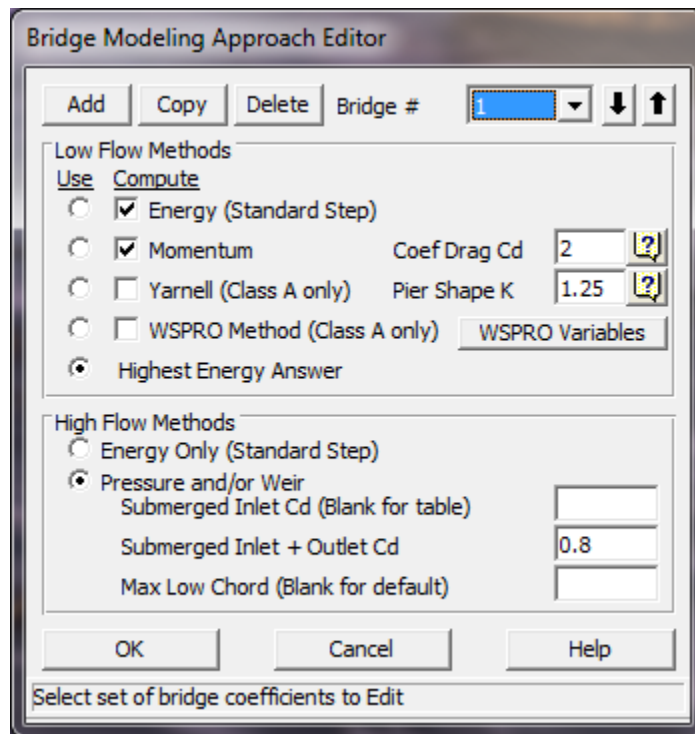 Bridge Modeling Approach Editor
Add Copy Delete Bridge # 1
Low Flow Methods
Use Compute
Energy (Standard Step)
Momentum Coef Drag Cd 2 ?
Yarnell (Class A only) Pier Shape K 1.25 ?
WSPRO Method (Class A only) WSPRO Variables
Highest Energy Answer
High Flow Methods
Energy Only (Standard Step)
Pressure and/or Weir
Submerged Inlet Cd (Blank for table)
Submerged Inlet + Outlet Cd 0.8
Max Low Chord (Blank for default)
OK Cancel Help
Select set of bridge coefficients to Edit